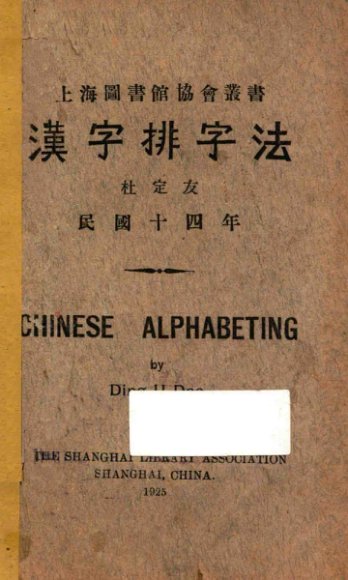 上海圖書館協會叢書
漢字排字法
杜定友
民國十四年
CHINESE ALPHABETING
by
Ding U Doo
THE SHANGHAI LIBRARY ASSOCIATION
SHANGHAI, CHINA.
1925